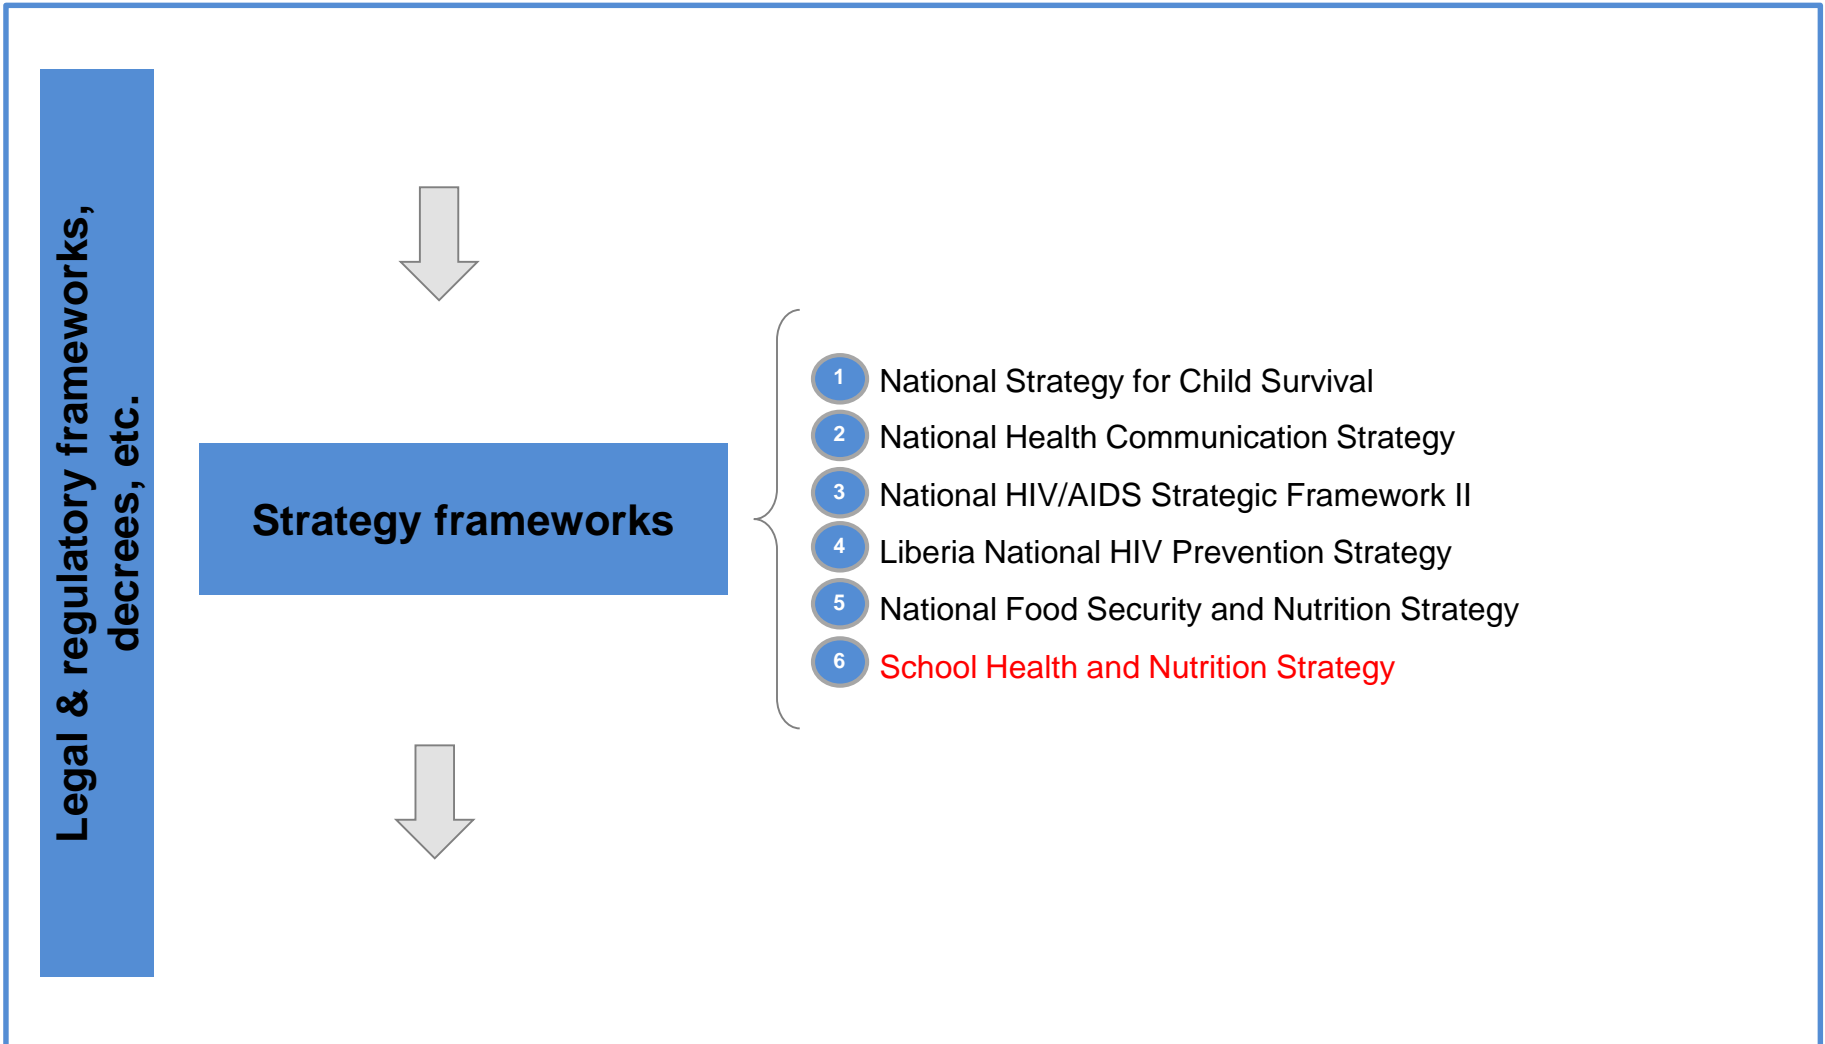 Legal & regulatory frameworks,
decrees, etc.
Strategy frameworks
1 National Strategy for Child Survival
2 National Health Communication Strategy
3 National HIV/AIDS Strategic Framework II
4 Liberia National HIV Prevention Strategy
5 National Food Security and Nutrition Strategy
6 School Health and Nutrition Strategy